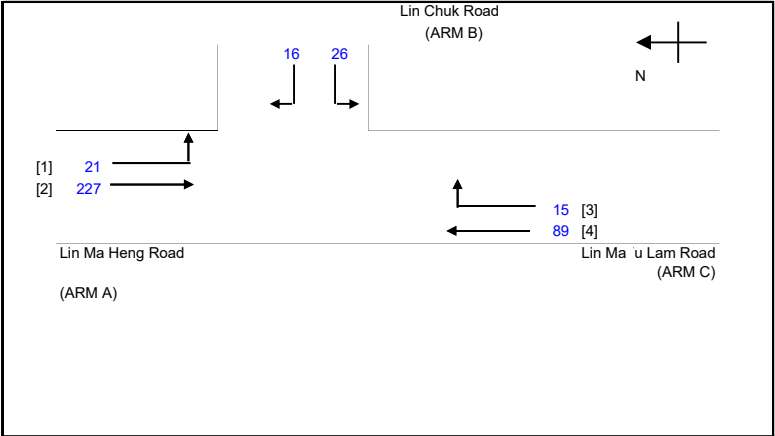 Lin Chuk Road
(ARM B)
16 26
N
[1] 21
[2] 227
15 [3]
89 [4]
Lin Ma Heng Road
Lin Ma 'u Lam Road
(ARM C)
(ARM A)